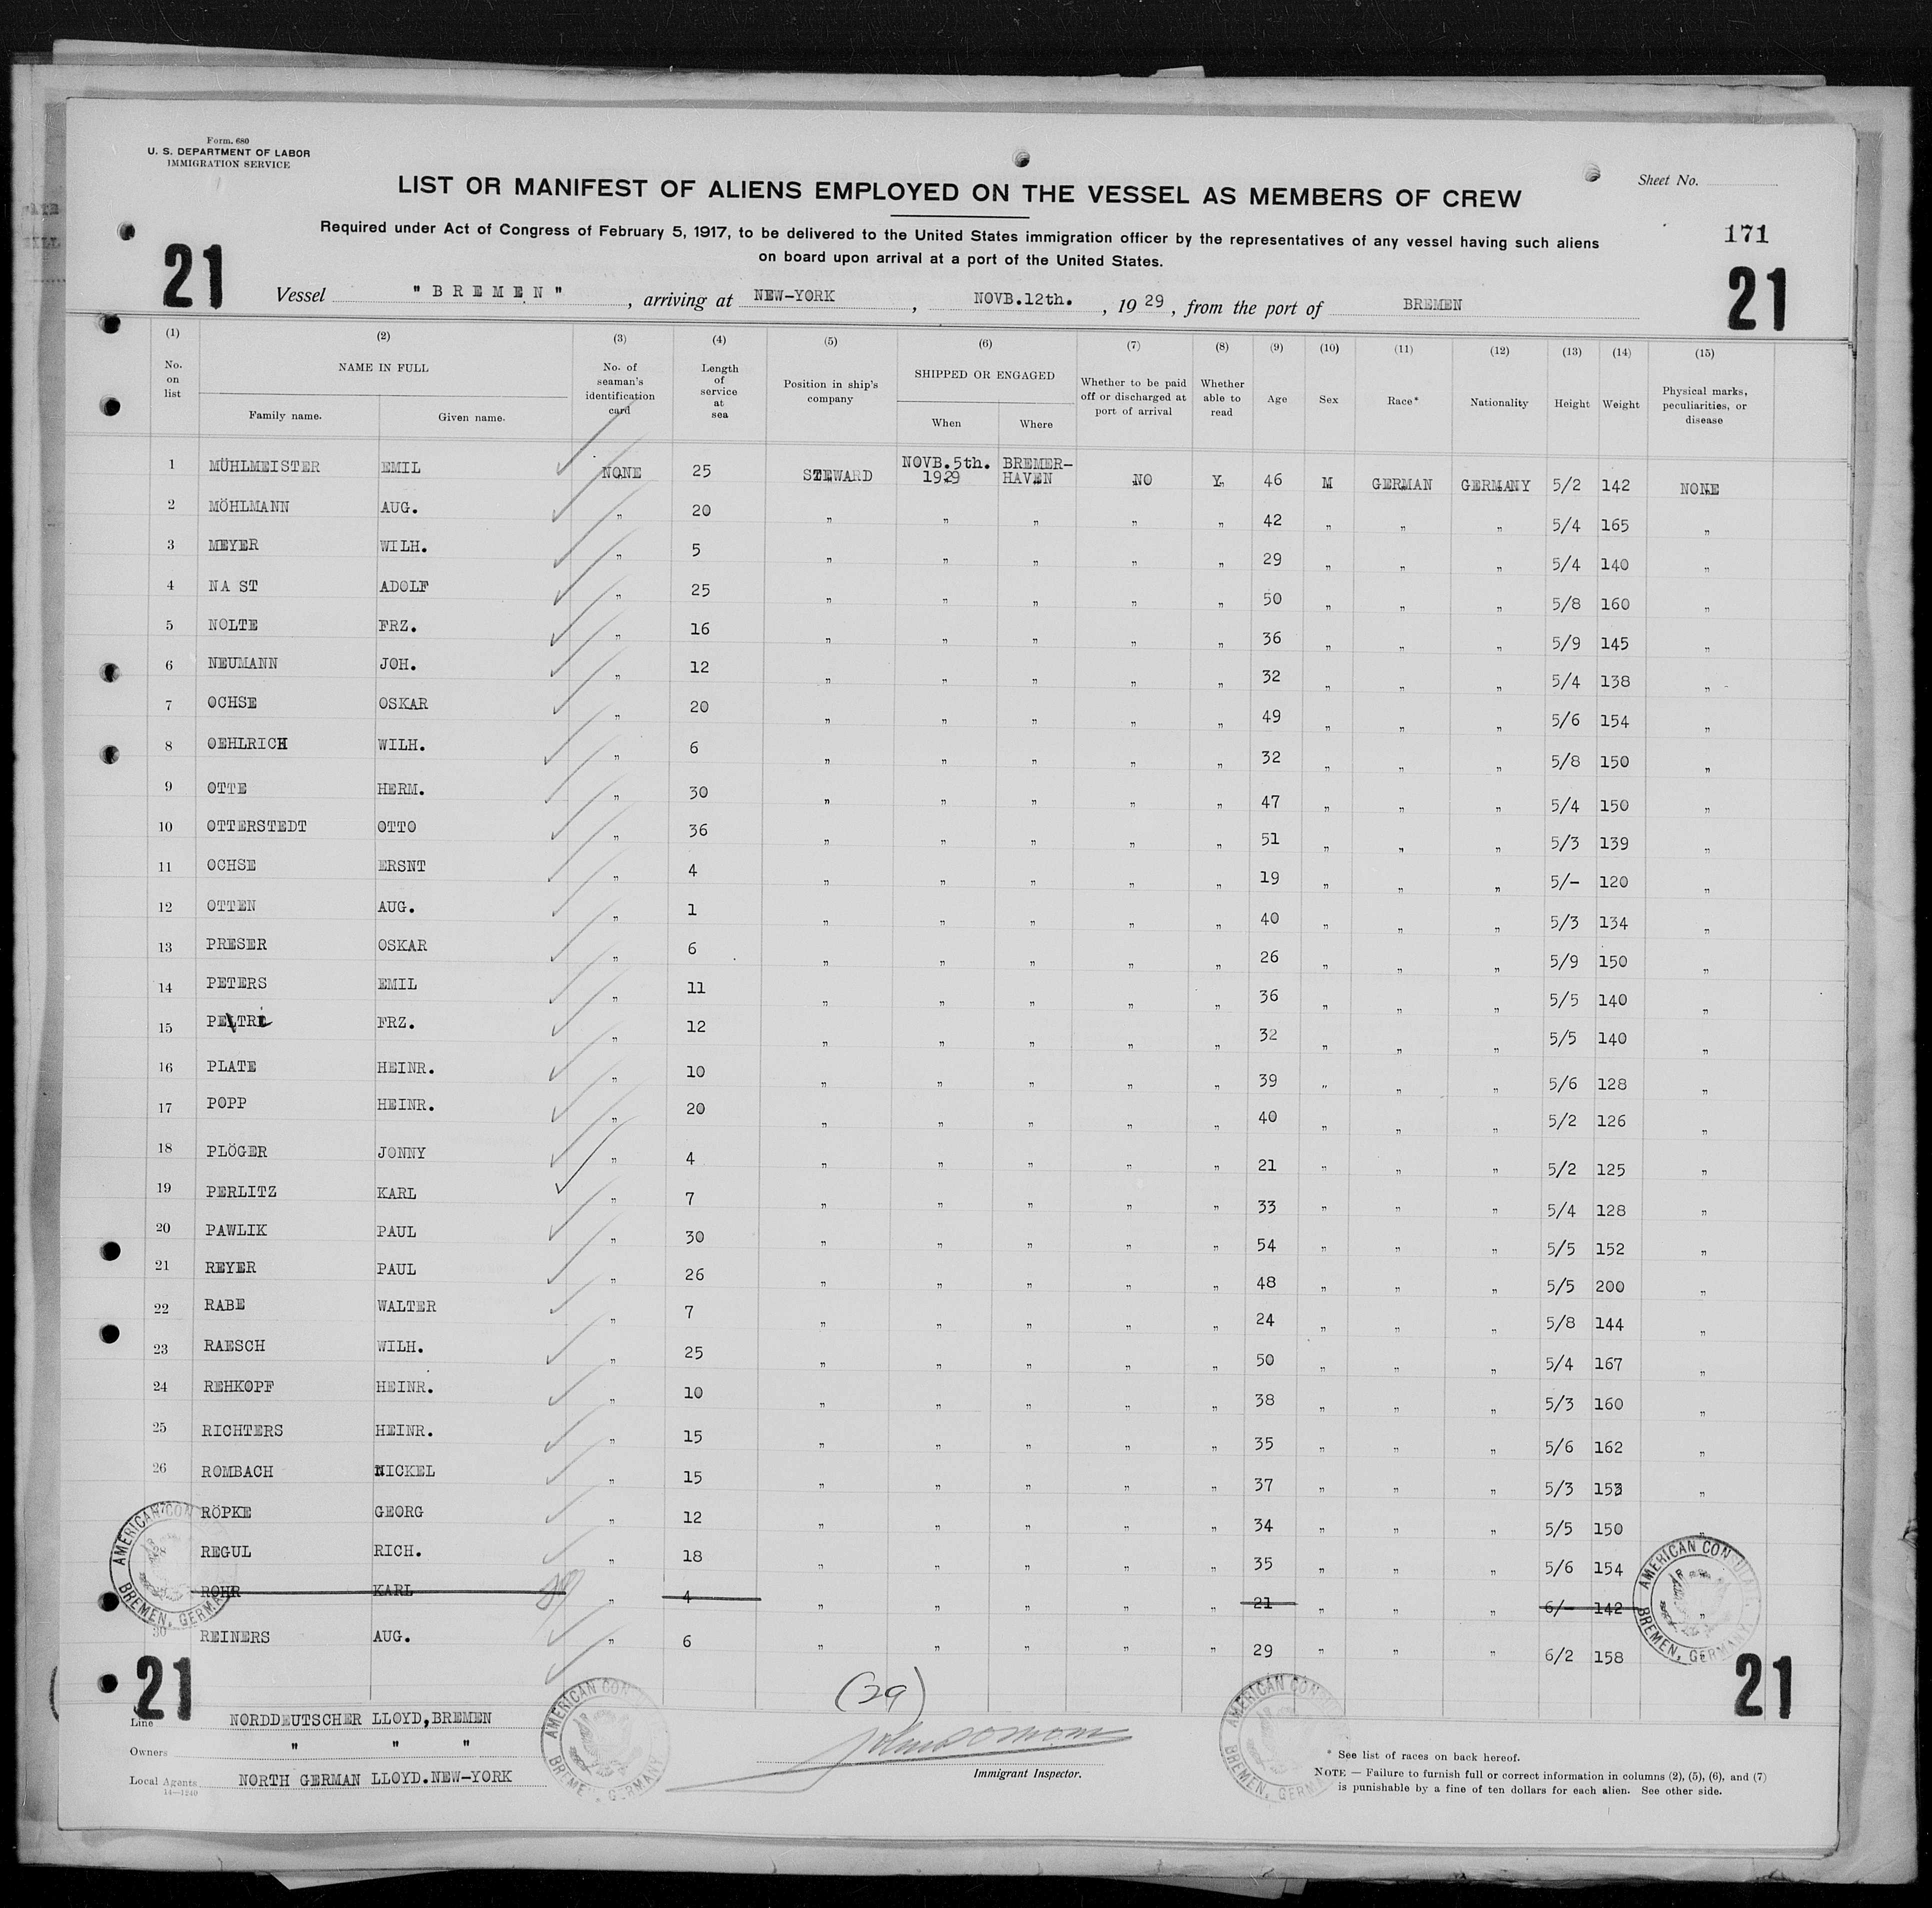 Form. 680
U. S. DEPARTMENT OF LABOR
IMMIGRATION SERVICE
Sheet No.
LIST OR MANIFEST OF ALIENS EMPLOYED ON THE VESSEL AS MEMBERS OF CREW
Required under Act of Congress of February 5, 1917, to be delivered to the United States immigration officer by the representatives of any vessel having such aliens
on board upon arrival at a port of the United States.
171
21 21
Vessel "BREMEN", arriving at NEW-YORK, NOVB.12th., 1929, from the port of BREMEN
(1) (2) (3) (4) (5) (6) (7) (8) (9) (10) (11) (12) (13) (14) (15)
No. on list NAME IN FULL Family name. Given name. No. of seaman's identification card Length of service at sea Position in ship's company SHIPPED OR ENGAGED When Where Whether to be paid off or discharged at port of arrival Whether able to read Age Sex Race* Nationality Height Weight Physical marks, peculiarities, or disease
1 MÜHLMEISTER EMIL NONE 25 STEWARD NOVB.5th. 1929 BREMER-HAVEN NO Y 46 M GERMAN GERMANY 5/2 142 NONE
2 MÖHLMANN AUG. " 20 " " " " " 42 " " " 5/4 165 "
3 MEYER WILH. " 5 " " " " " 29 " " " 5/4 140 "
4 NA ST ADOLF " 25 " " " " " 50 " " " 5/8 160 "
5 NOLTE FRZ. " 16 " " " " " 36 " " " 5/9 145 "
6 NEUMANN JOH. " 12 " " " " " 32 " " " 5/4 138 "
7 OCHSE OSKAR " 20 " " " " " 49 " " " 5/6 154 "
8 OEHLRICH WILH. " 6 " " " " " 32 " " " 5/8 150 "
9 OTTE HERM. " 30 " " " " " 47 " " " 5/4 150 "
10 OTTERSTEDT OTTO " 36 " " " " " 51 " " " 5/3 139 "
11 OCHSE ERSNT " 4 " " " " " 19 " " " 5/- 120 "
12 OTTEN AUG. " 1 " " " " " 40 " " " 5/3 134 "
13 PRESER OSKAR " 6 " " " " " 26 " " " 5/9 150 "
14 PETERS EMIL " 11 " " " " " 36 " " " 5/5 140 "
15 FRZ. " 12 " " " " " 32 " " " 5/5 140 "
16 PLATE HEINR. " 10 " " " " " 39 " " " 5/6 128 "
17 POPP HEINR. " 20 " " " " " 40 " " " 5/2 126 "
18 PLÖGER JONNY " 4 " " " " " 21 " " " 5/2 125 "
19 PERLITZ KARL " 7 " " " " " 33 " " " 5/4 128 "
20 PAWLIK PAUL " 30 " " " " " 54 " " " 5/5 152 "
21 REYER PAUL " 26 " " " " " 48 " " " 5/5 200 "
22 RABE WALTER " 7 " " " " " 24 " " " 5/8 144 "
23 RAESCH WILH. " 25 " " " " " 50 " " " 5/4 167 "
24 REHKOPF HEINR. " 10 " " " " " 38 " " " 5/3 160 "
25 RICHTERS HEINR. " 15 " " " " " 35 " " " 5/6 162 "
26 ROMBACH NICKEL " 15 " " " " " 37 " " " 5/3 153 "
RÖPKE GEORG " 12 " " " " " 34 " " " 5/5 150 "
REGUL RICH. " 18 " " " " " 35 " " " 5/6 154
ROHR KARL " 4 " " " " " 21 " " " 6/- 142 "
30 REINERS AUG. " 6 " " " " " 29 " " " 6/2 158
AMERICAN CONSULATE BREMEN, GERMANY
AMERICAN CONSULATE BREMEN, GERMANY
21 21
(29)
Line NORDDEUTSCHER LLOYD, BREMEN
Owners " " "
Local Agents NORTH GERMAN LLOYD. NEW-YORK
14—1240
AMERICAN CONSULATE BREMEN, GERMANY
AMERICAN CONSULATE BREMEN, GERMANY
Immigrant Inspector.
* See list of races on back hereof.
NOTE — Failure to furnish full or correct information in columns (2), (5), (6), and (7)
is punishable by a fine of ten dollars for each alien. See other side.